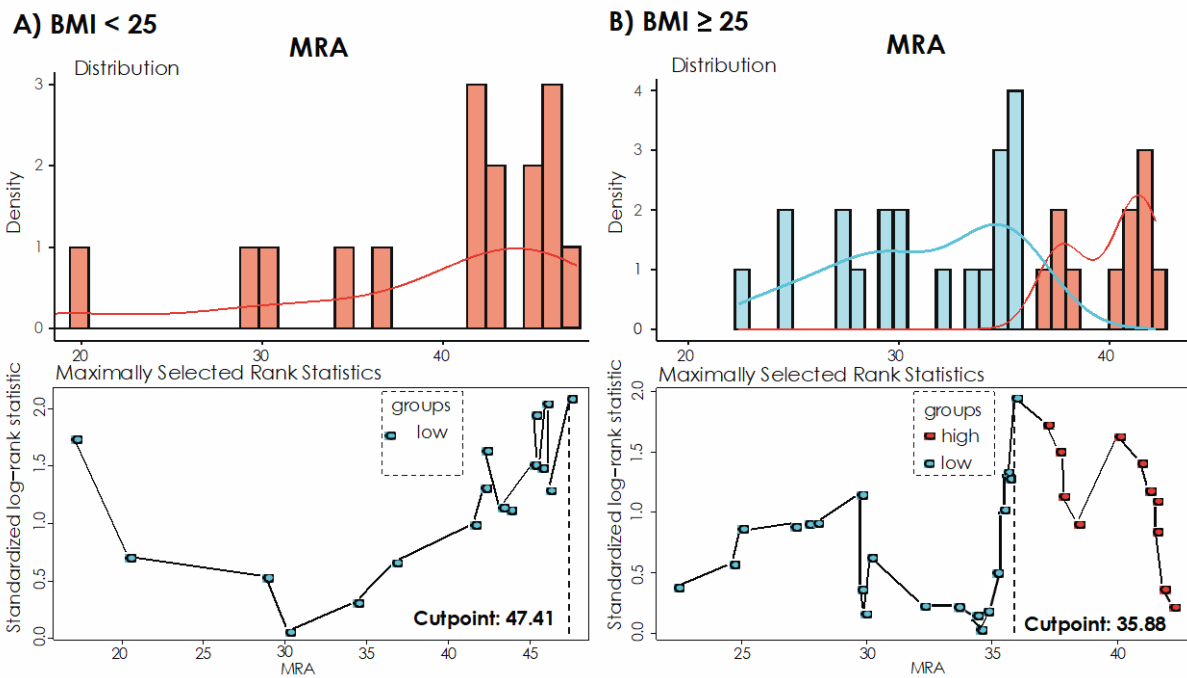 A) BMI < 25
MRA
Distribution
Density
3
2
1
0
20
30
40
Maximally Selected Rank Statistics
Standardized log-rank statistic
2.0
1.5
1.0
0.5
0.0
groups
low
Cutpoint: 47.41
20
25
30
35
40
45
MRA
B) BMI ≥ 25
MRA
Distribution
Density
4
3
2
1
0
20
30
40
Maximally Selected Rank Statistics
Standardized log-rank statistic
2.0
1.5
1.0
0.5
0.0
groups
high
low
Cutpoint: 35.88
25
30
35
40
MRA